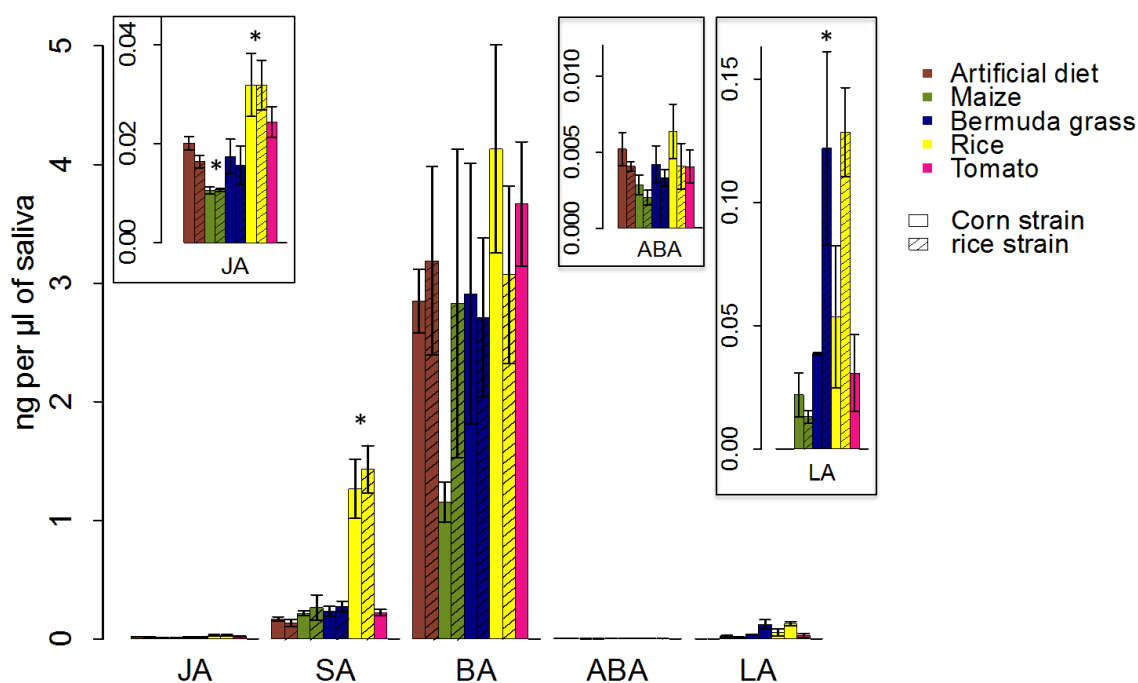 ng per µl of saliva
5
4
3
2
1
0
JA
SA
BA
ABA
LA
*
0.04
0.02
0.00
*
*
JA
0.010
0.005
0.000
ABA
0.15
0.10
0.05
0.00
*
LA
Artificial diet
Maize
Bermuda grass
Rice
Tomato
Corn strain
rice strain